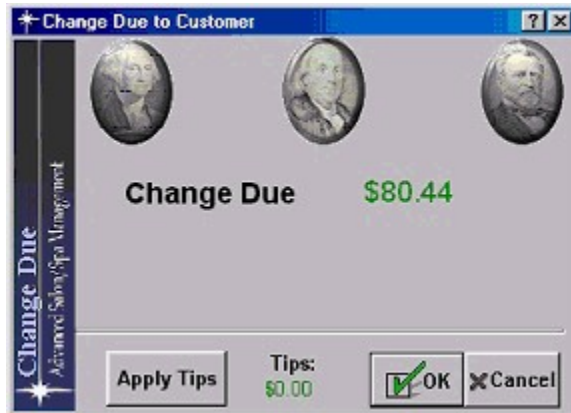 Change Due to Customer
Change Due
Advanced Salon/Spa Management
Change Due $80.44
Apply Tips
Tips:
$0.00
OK
Cancel